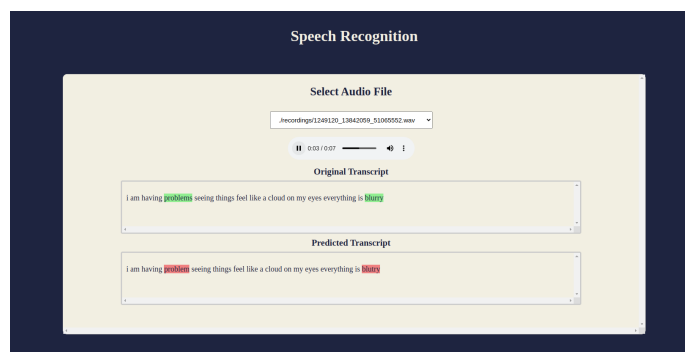 Speech Recognition
Select Audio File
./recordings/1249120_13842059_51065552.wav
0:03 / 0:07
Original Transcript
i am having problems seeing things feel like a cloud on my eyes everything is blurry
Predicted Transcript
i am having problem seeing things feel like a cloud on my eyes everything is blutry